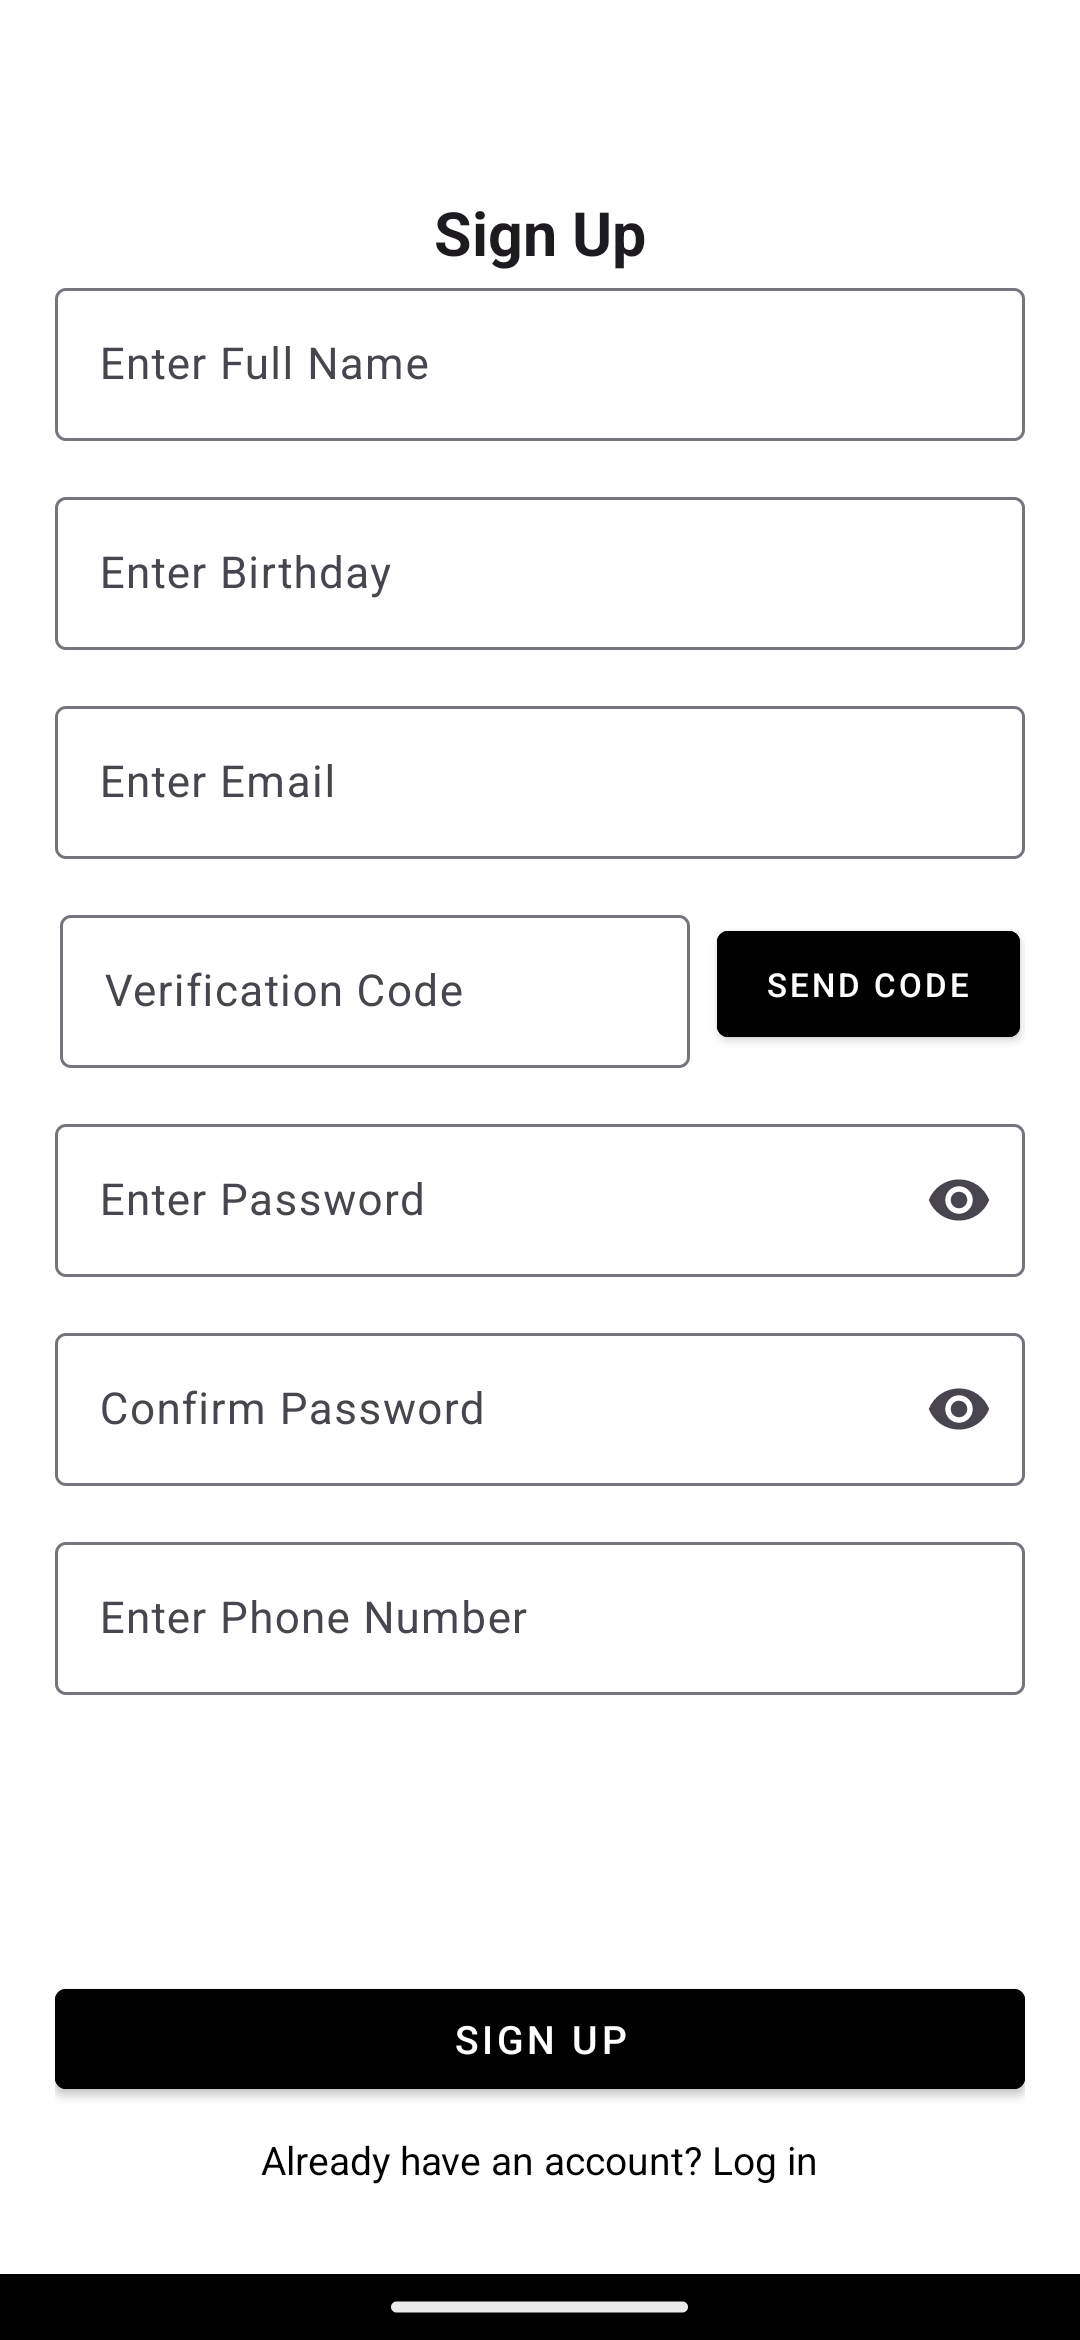 Sign Up
Enter Full Name
Enter Birthday
Enter Email
Verification Code
SEND CODE
Enter Password
Confirm Password
Enter Phone Number
SIGN UP
Already have an account? Log in